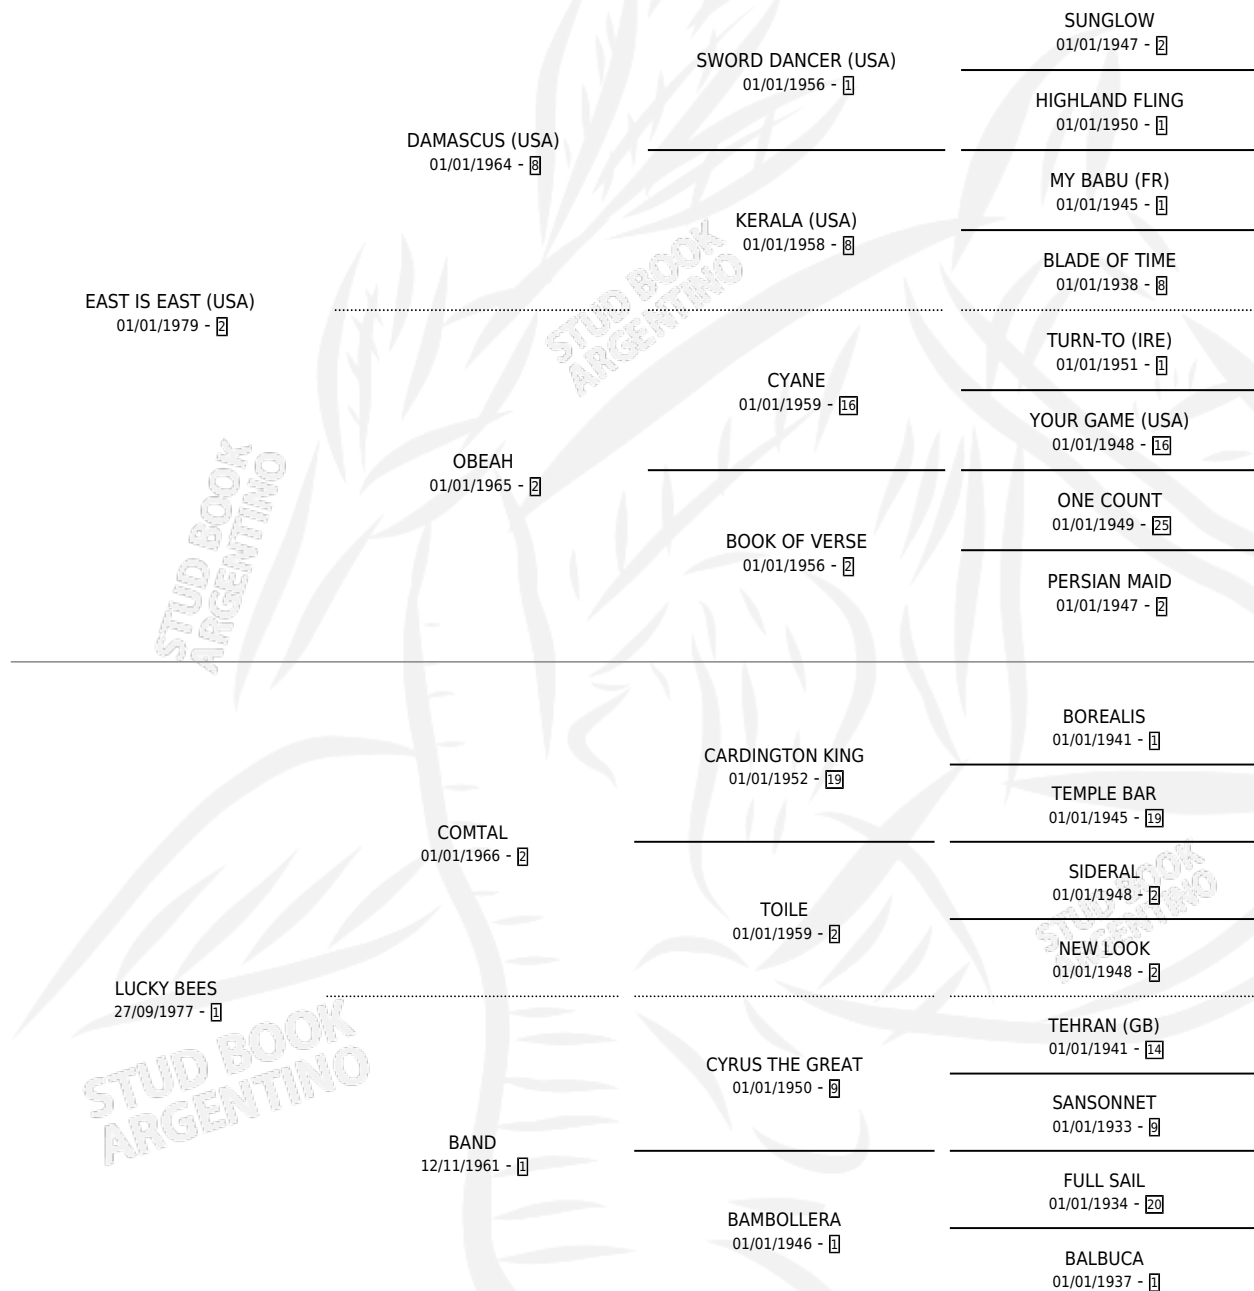 SUNGLOW
01/01/1947 - 2
SWORD DANCER (USA)
01/01/1956 - 1
HIGHLAND FLING
01/01/1950 - 1
DAMASCUS (USA)
01/01/1964 - 8
MY BABU (FR)
01/01/1945 - 1
KERALA (USA)
01/01/1958 - 8
BLADE OF TIME
01/01/1938 - 8
EAST IS EAST (USA)
01/01/1979 - 2
TURN-TO (IRE)
01/01/1951 - 1
CYANE
01/01/1959 - 16
YOUR GAME (USA)
01/01/1948 - 16
OBEAH
01/01/1965 - 2
ONE COUNT
01/01/1949 - 25
BOOK OF VERSE
01/01/1956 - 2
PERSIAN MAID
01/01/1947 - 2
BOREALIS
01/01/1941 - 1
CARDINGTON KING
01/01/1952 - 19
TEMPLE BAR
01/01/1945 - 19
COMTAL
01/01/1966 - 2
SIDERAL
01/01/1948 - 2
TOILE
01/01/1959 - 2
NEW LOOK
01/01/1948 - 2
LUCKY BEES
27/09/1977 - 1
TEHRAN (GB)
01/01/1941 - 14
CYRUS THE GREAT
01/01/1950 - 9
SANSONNET
01/01/1933 - 9
BAND
12/11/1961 - 1
FULL SAIL
01/01/1934 - 20
BAMBOLLERA
01/01/1946 - 1
BALBUCA
01/01/1937 - 1
STUD BOOK
ARGENTINO
STUD BOOK
ARGENTINO
STUD BOOK
ARGENTINO
STUD BOOK
ARGENTINO